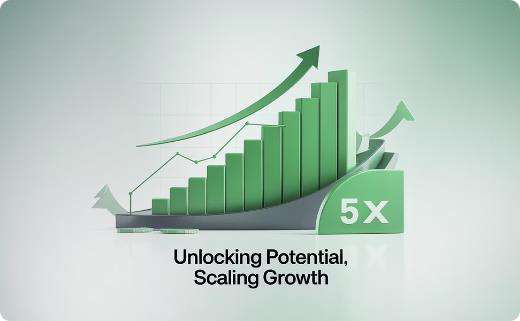 5X
Unlocking Potential,
Scaling Growth